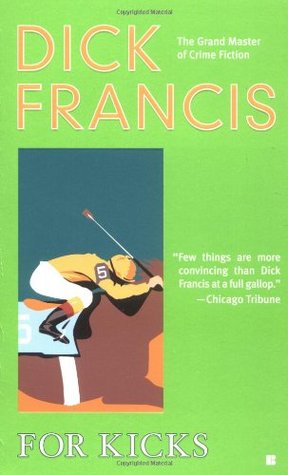 DICK
FRANCIS
The Grand Master
of Crime Fiction
5
5
"Few things are more
convincing than Dick
Francis at a full gallop."
—Chicago Tribune
FOR KICKS
B